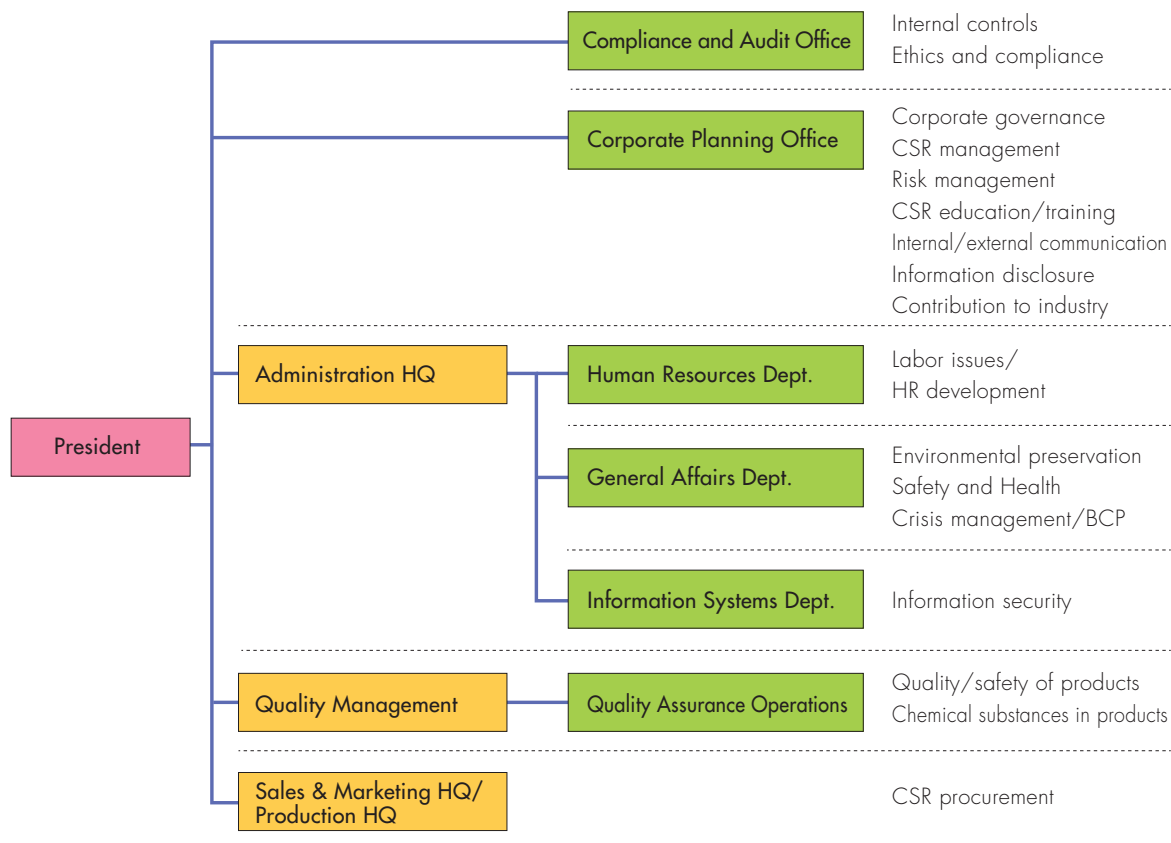 Compliance and Audit Office
Internal controls
Ethics and compliance
Corporate Planning Office
Corporate governance
CSR management
Risk management
CSR education/training
Internal/external communication
Information disclosure
Contribution to industry
President
Administration HQ
Human Resources Dept.
Labor issues/
HR development
General Affairs Dept.
Environmental preservation
Safety and Health
Crisis management/BCP
Information Systems Dept.
Information security
Quality Management
Quality Assurance Operations
Quality/safety of products
Chemical substances in products
Sales & Marketing HQ/
Production HQ
CSR procurement